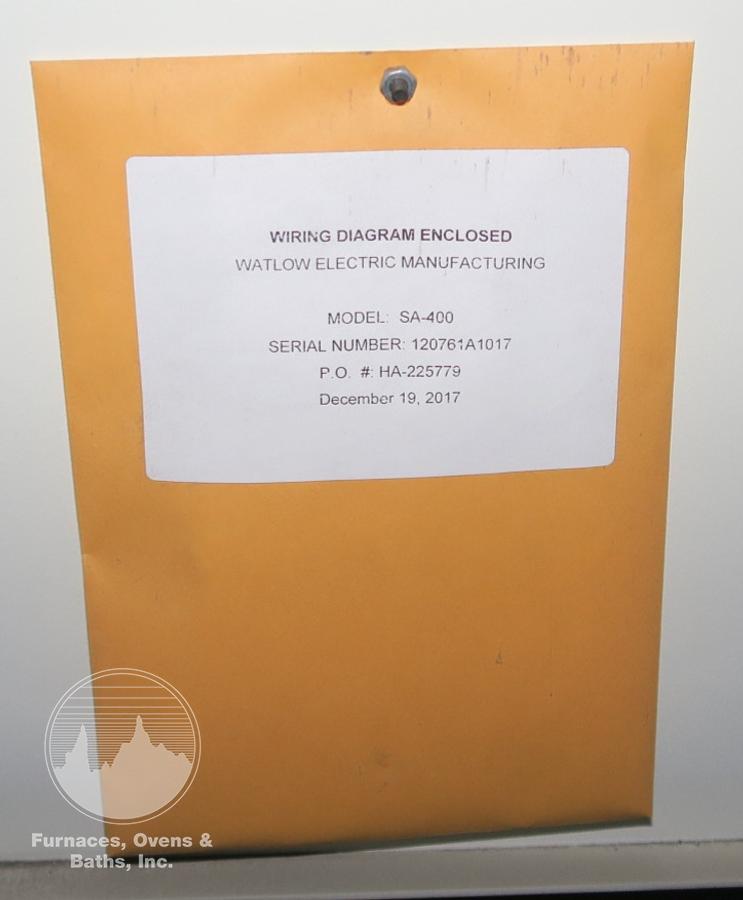 WIRING DIAGRAM ENCLOSED
WATLOW ELECTRIC MANUFACTURING
MODEL: SA-400
SERIAL NUMBER: 120761A1017
P.O. #: HA-225779
December 19, 2017
Furnaces, Ovens &
Baths, Inc.